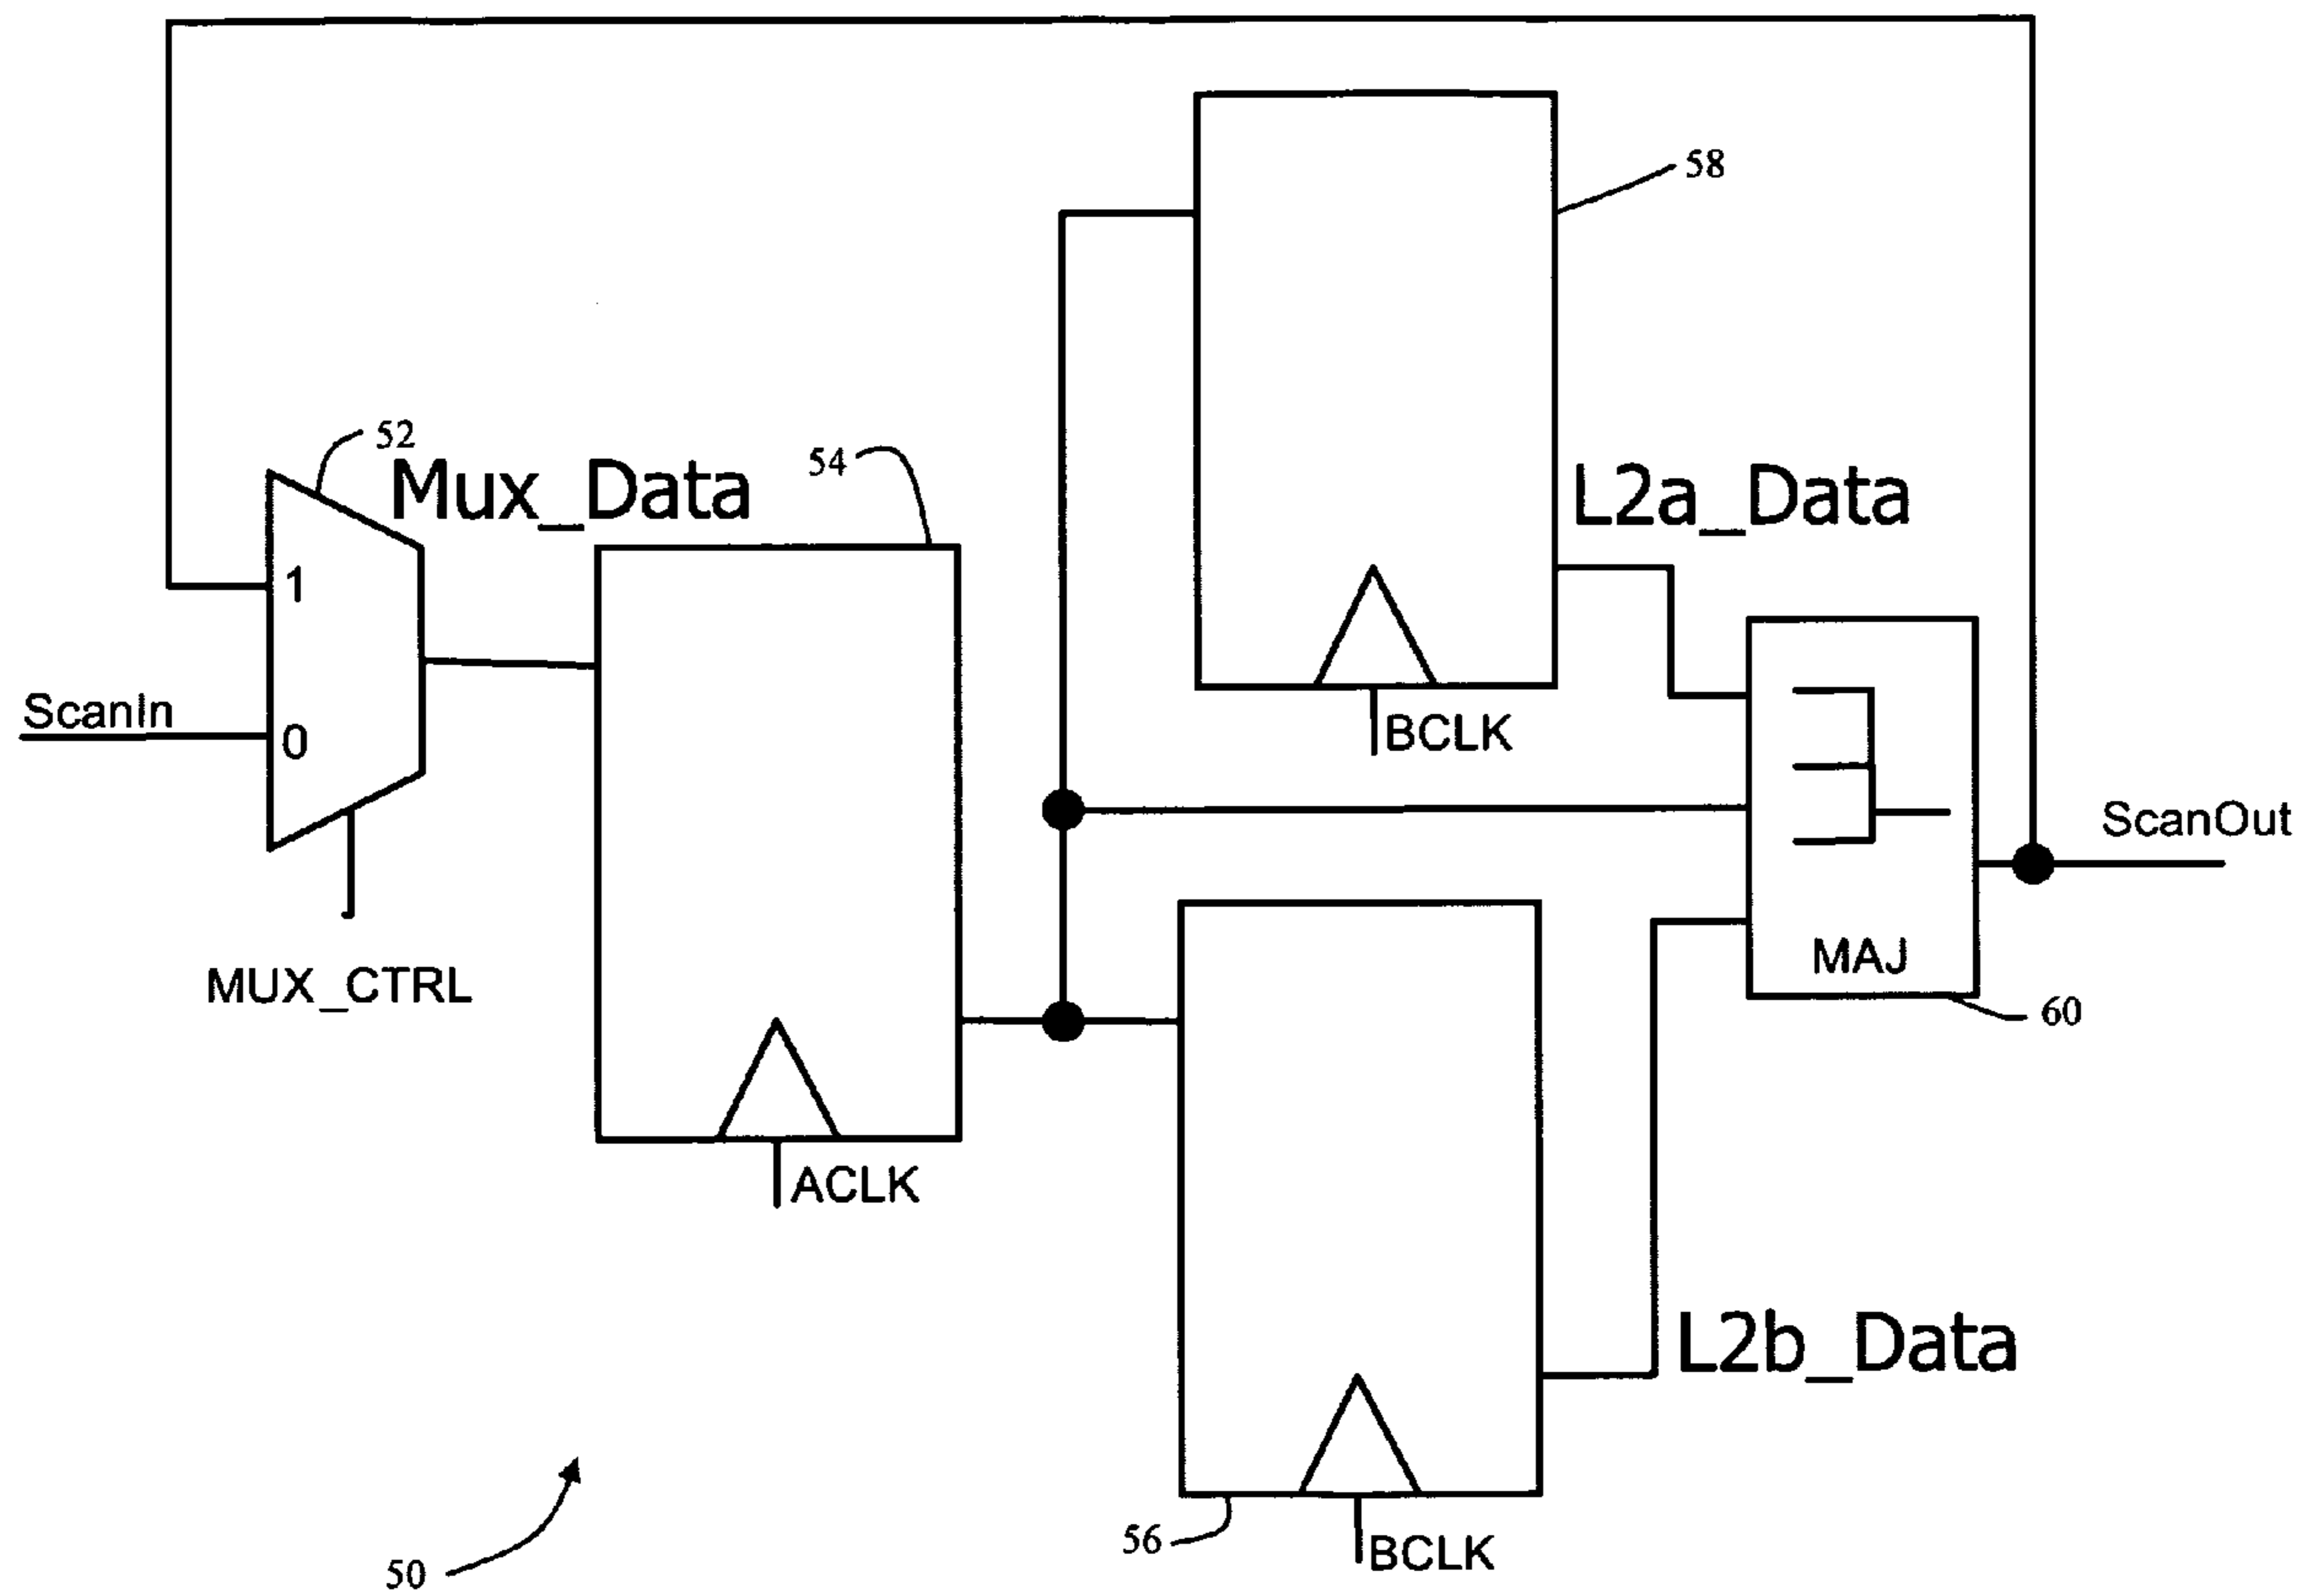 58
52
Mux_Data
54
L2a_Data
1
ScanIn
0
BCLK
ScanOut
MAJ
MUX_CTRL
60
ACLK
L2b_Data
56
BCLK
50